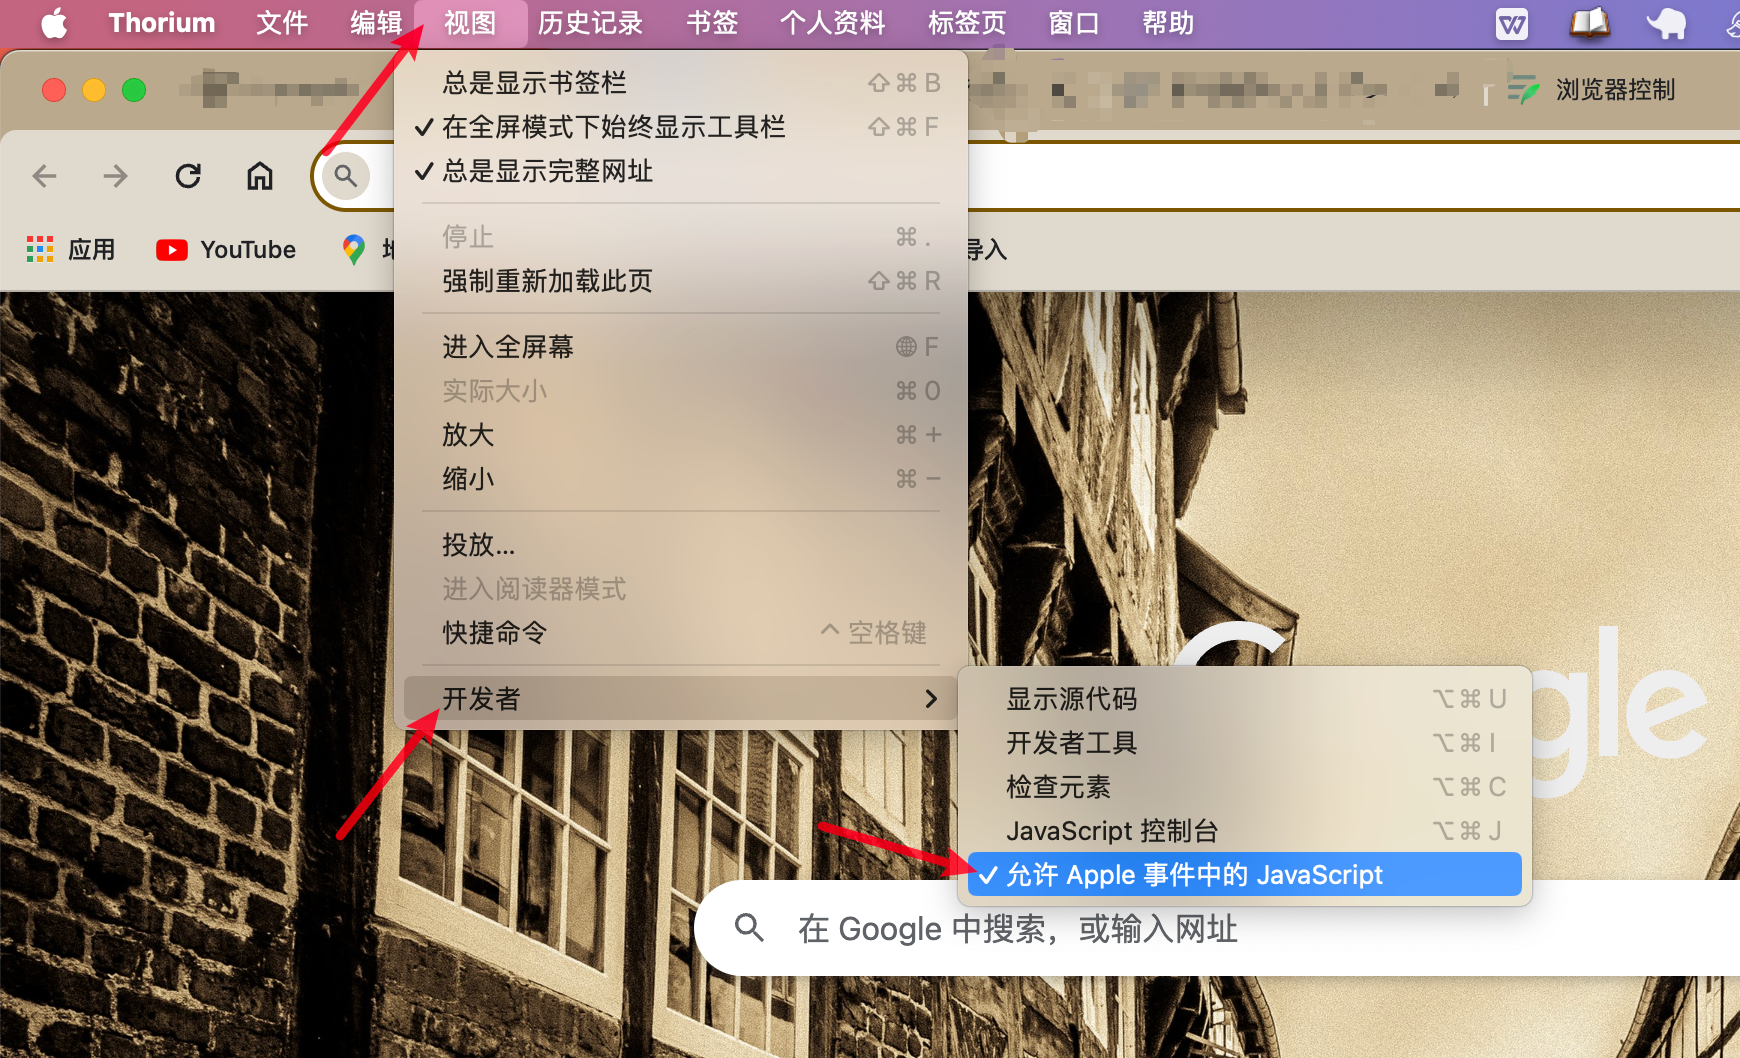 Thorium 文件 编辑 视图 历史记录 书签 个人资料 标签页 窗口 帮助
浏览器控制
应用 YouTube
导入
总是显示书签栏 ⇧⌘B
✓ 在全屏模式下始终显示工具栏 ⇧⌘F
✓ 总是显示完整网址
停止 ⌘.
强制重新加载此页 ⇧⌘R
进入全屏幕 F
实际大小 ⌘0
放大 ⌘+
缩小 ⌘−
投放...
进入阅读器模式
快捷命令 ^ 空格键
开发者
显示源代码 ⌥⌘U
开发者工具 ⌥⌘I
检查元素 ⌥⌘C
JavaScript 控制台 ⌥⌘J
✓ 允许 Apple 事件中的 JavaScript
Google
在 Google 中搜索，或输入网址